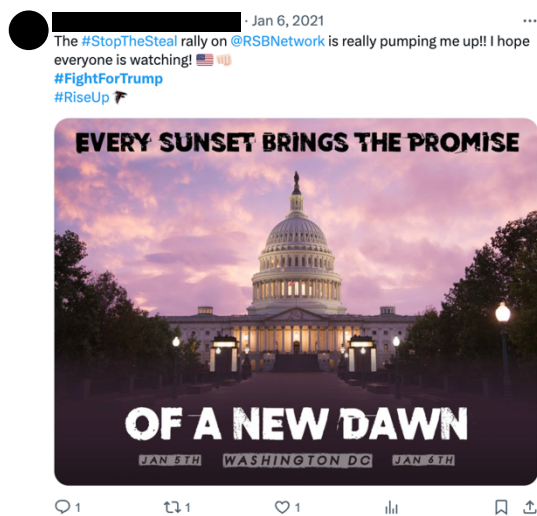 · Jan 6, 2021
The #StopTheSteal rally on @RSBNetwork is really pumping me up!! I hope
everyone is watching! 🇺🇸 👊🏻
#FightForTrump
#RiseUp
EVERY SUNSET BRINGS THE PROMISE
OF A NEW DAWN
JAN 5TH WASHINGTON DC JAN 6TH
1 1 1